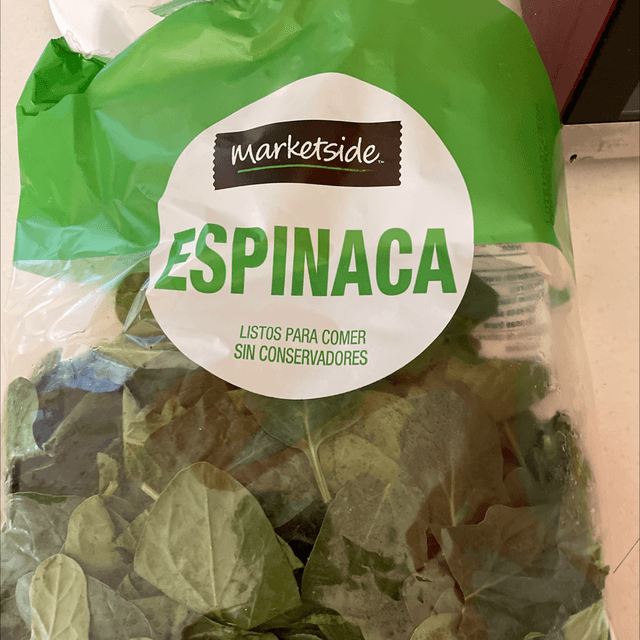 marketside
ESPINACA
LISTOS PARA COMER
SIN CONSERVADORES